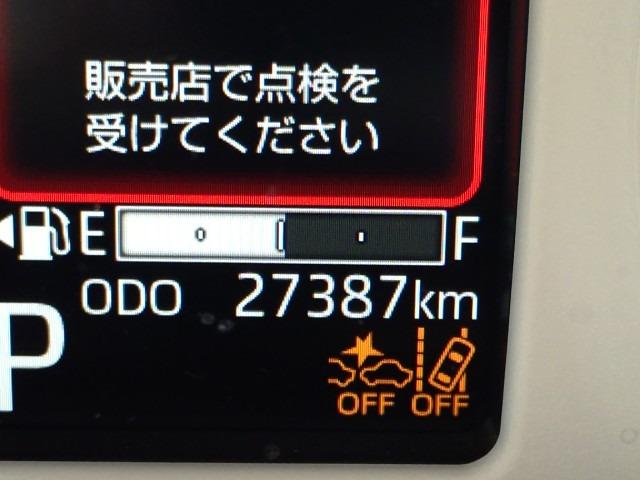 販売店で点検を
受けてください
E F
ODO 27387km
P
OFF OFF